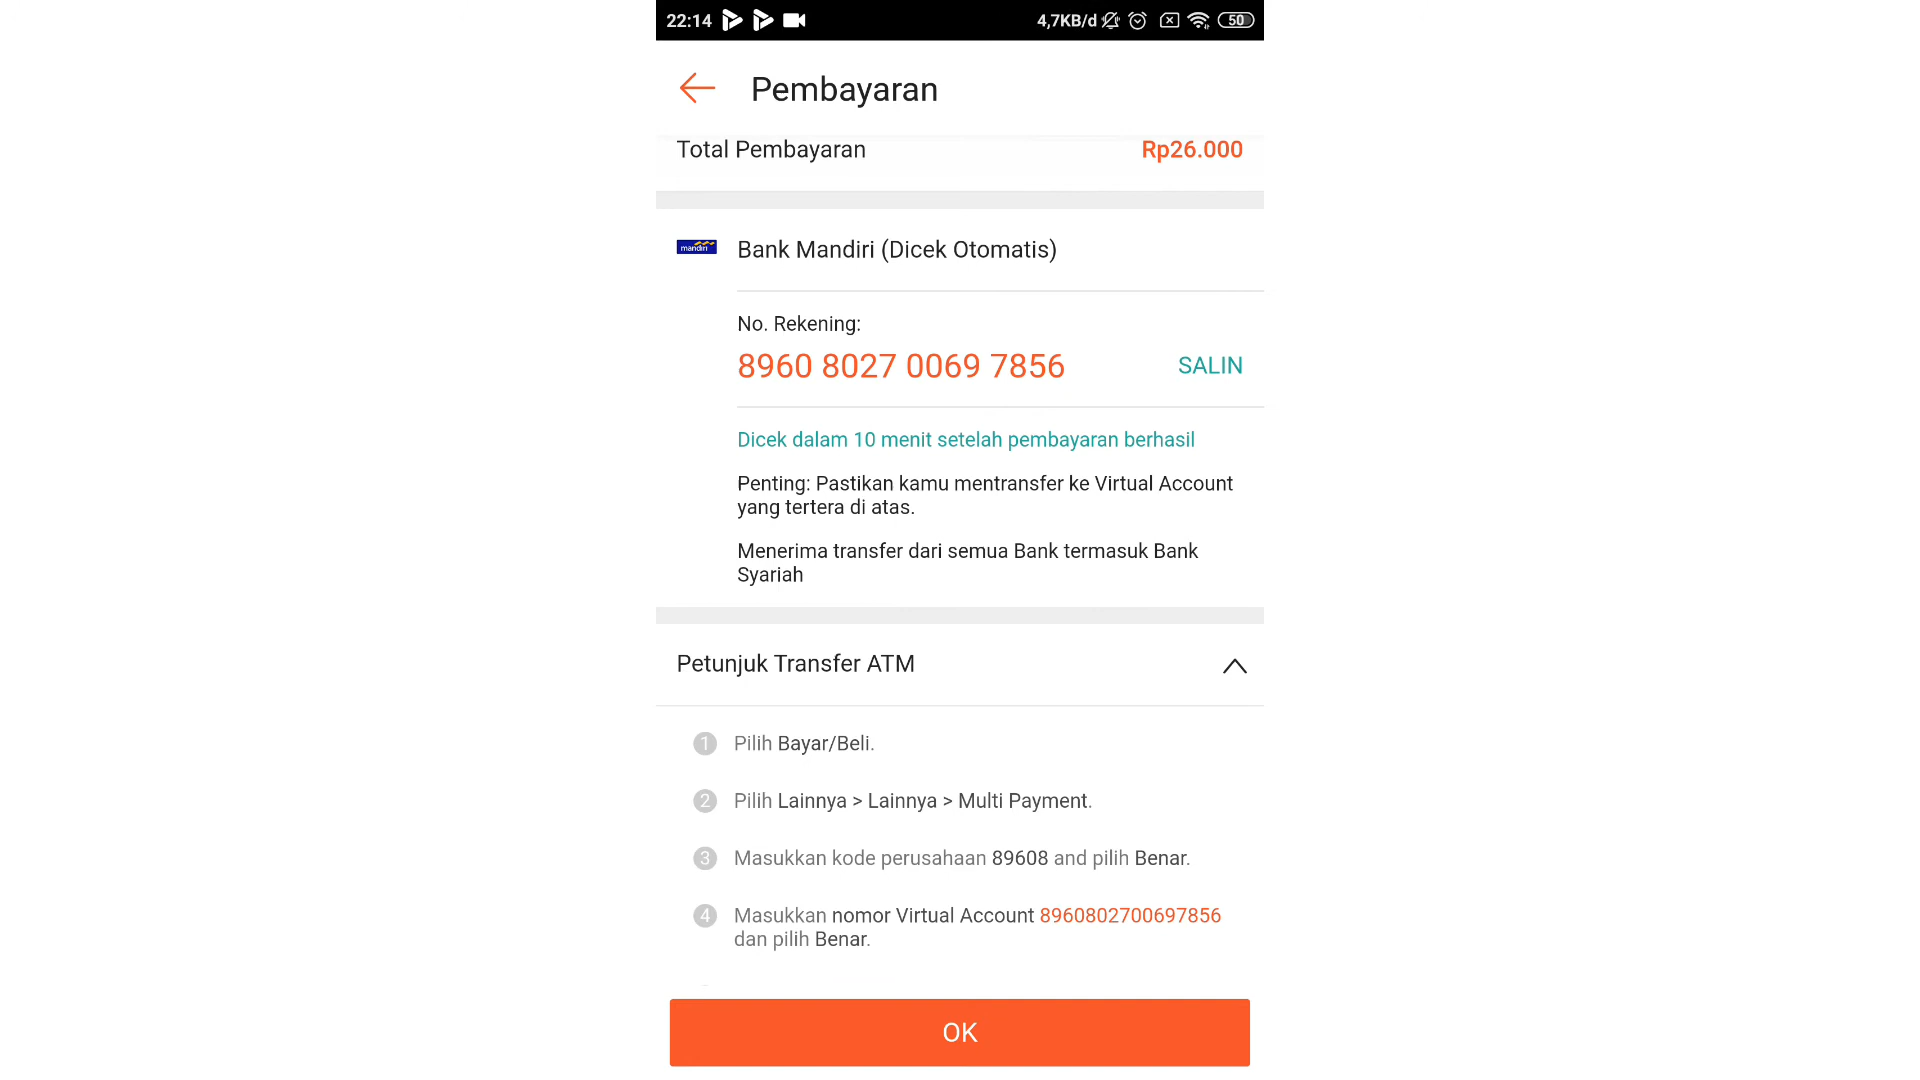 22:14
4,7KB/d
50
Pembayaran
Total Pembayaran
Rp26.000
mandiri
Bank Mandiri (Dicek Otomatis)
No. Rekening:
8960 8027 0069 7856
SALIN
Dicek dalam 10 menit setelah pembayaran berhasil
Penting: Pastikan kamu mentransfer ke Virtual Account
yang tertera di atas.
Menerima transfer dari semua Bank termasuk Bank
Syariah
Petunjuk Transfer ATM
1 Pilih Bayar/Beli.
2 Pilih Lainnya > Lainnya > Multi Payment.
3 Masukkan kode perusahaan 89608 and pilih Benar.
4 Masukkan nomor Virtual Account 8960802700697856
dan pilih Benar.
OK